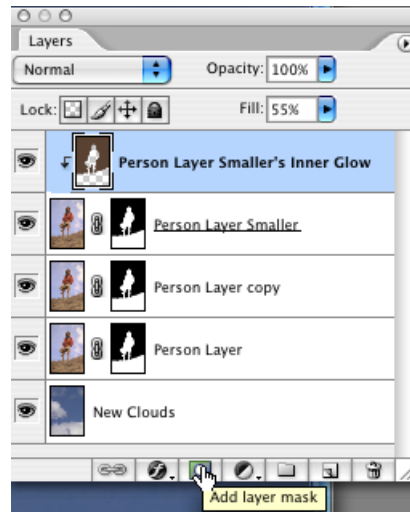 Layers
Normal Opacity: 100%
Lock: Fill: 55%
Person Layer Smaller's Inner Glow
Person Layer Smaller
Person Layer copy
Person Layer
New Clouds
Add layer mask